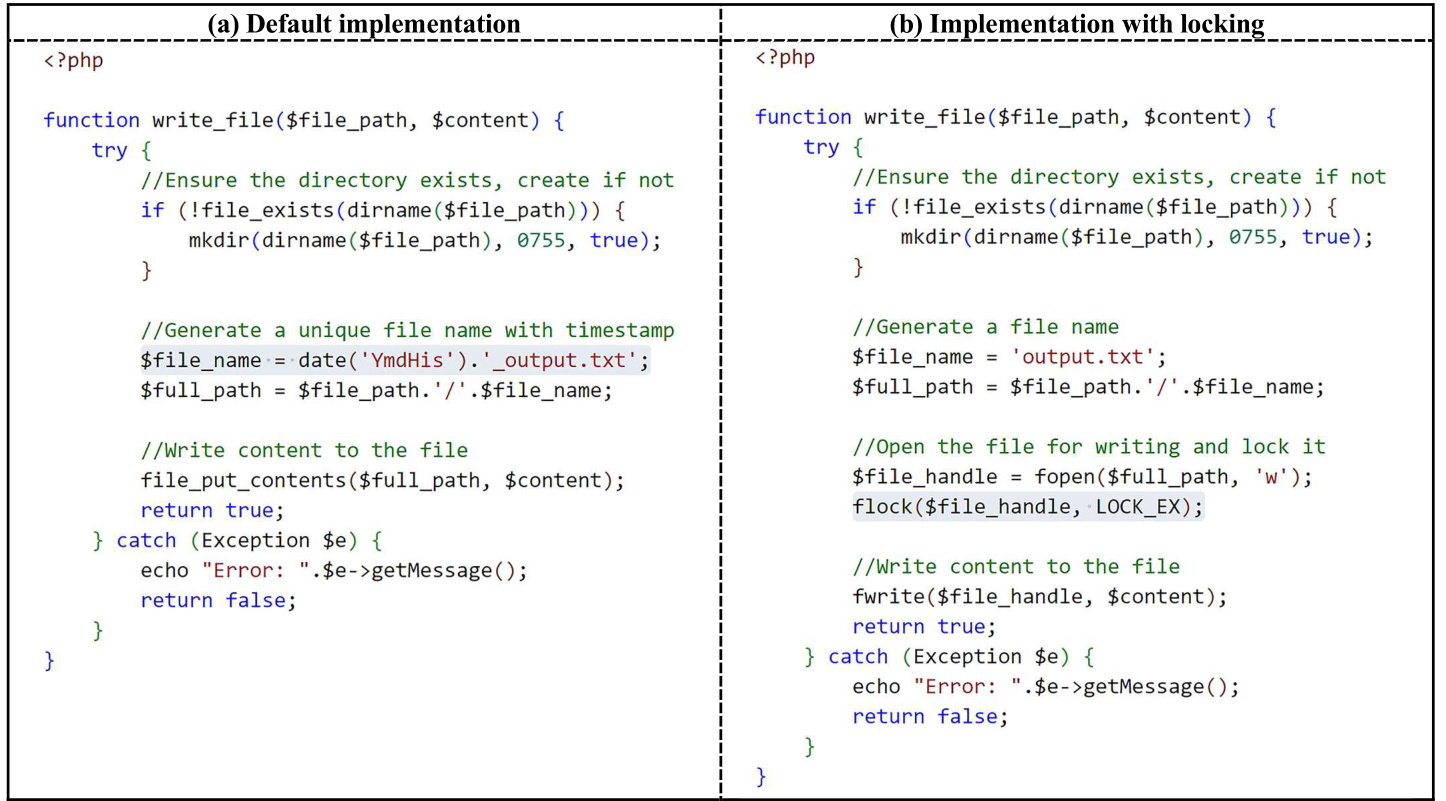 (a) Default implementation
<?php
function write_file($file_path, $content) {
try {
//Ensure the directory exists, create if not
if (!file_exists(dirname($file_path))) {
mkdir(dirname($file_path), 0755, true);
}
//Generate a unique file name with timestamp
$file_name = date('YmdHis').'_output.txt';
$full_path = $file_path.'/'.$file_name;
//Write content to the file
file_put_contents($full_path, $content);
return true;
} catch (Exception $e) {
echo "Error: ".$e->getMessage();
return false;
}
}
(b) Implementation with locking
<?php
function write_file($file_path, $content) {
try {
//Ensure the directory exists, create if not
if (!file_exists(dirname($file_path))) {
mkdir(dirname($file_path), 0755, true);
}
//Generate a file name
$file_name = 'output.txt';
$full_path = $file_path.'/'.$file_name;
//Open the file for writing and lock it
$file_handle = fopen($full_path, 'w');
flock($file_handle, LOCK_EX);
//Write content to the file
fwrite($file_handle, $content);
return true;
} catch (Exception $e) {
echo "Error: ".$e->getMessage();
return false;
}
}